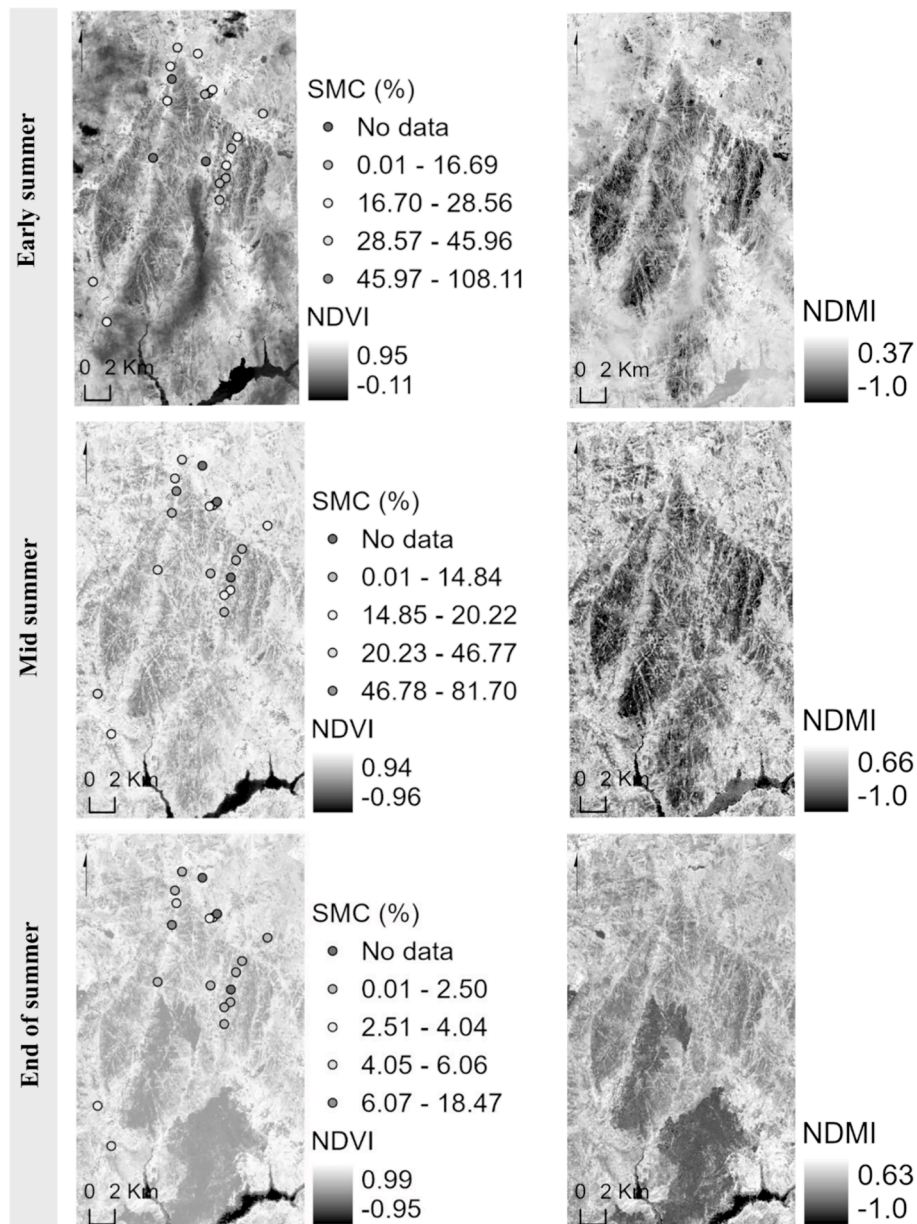 Early summer
SMC (%)
No data
0.01 - 16.69
16.70 - 28.56
28.57 - 45.96
45.97 - 108.11
NDVI
0.95
-0.11
0 2 Km
NDMI
0.37
-1.0
0 2 Km
Mid summer
SMC (%)
No data
0.01 - 14.84
14.85 - 20.22
20.23 - 46.77
46.78 - 81.70
NDVI
0.94
-0.96
0 2 Km
NDMI
0.66
-1.0
0 2 Km
End of summer
SMC (%)
No data
0.01 - 2.50
2.51 - 4.04
4.05 - 6.06
6.07 - 18.47
NDVI
0.99
-0.95
0 2 Km
NDMI
0.63
-1.0
0 2 Km